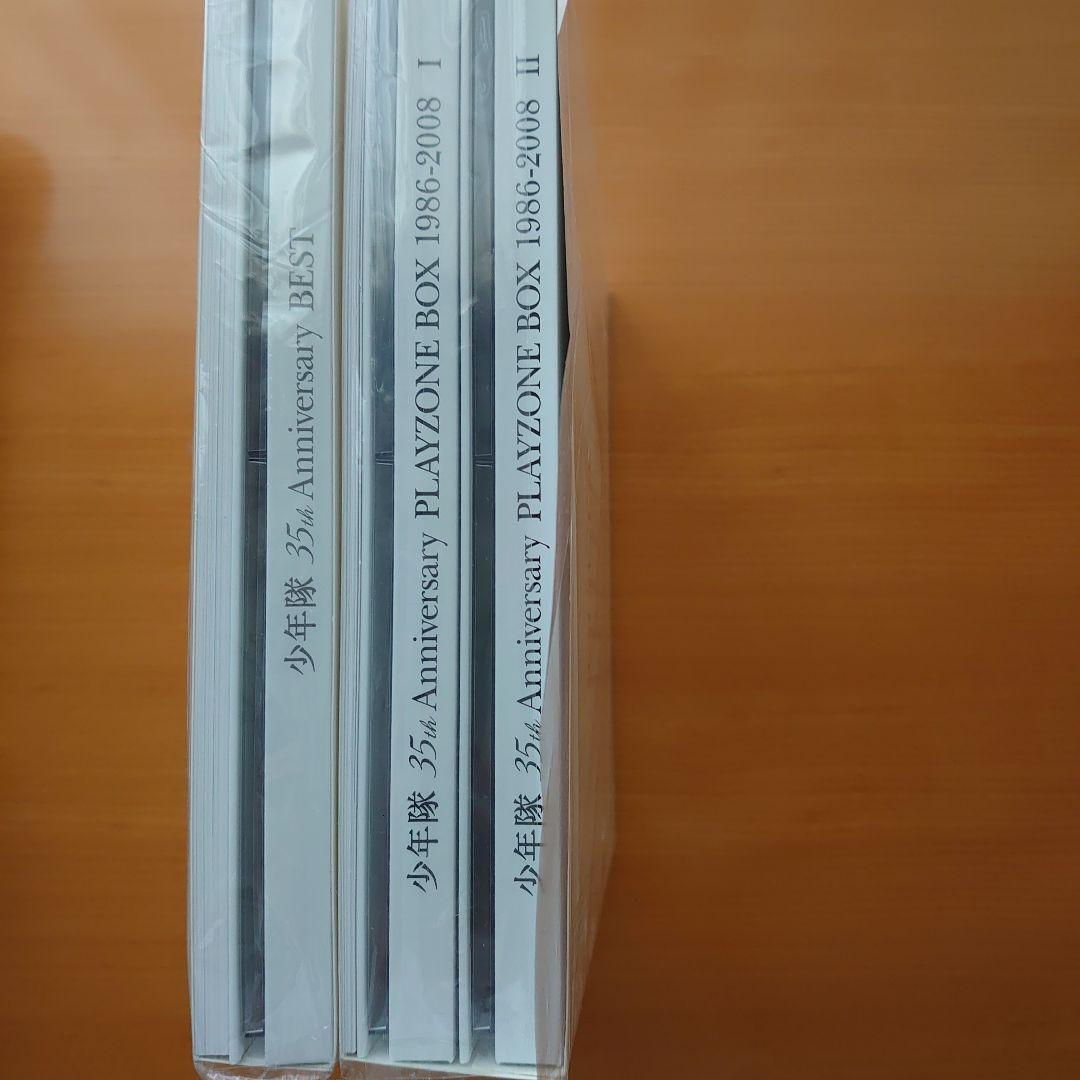 少年隊 35th Anniversary BEST
少年隊 35th Anniversary PLAYZONE BOX 1986-2008 I
少年隊 35th Anniversary PLAYZONE BOX 1986-2008 II